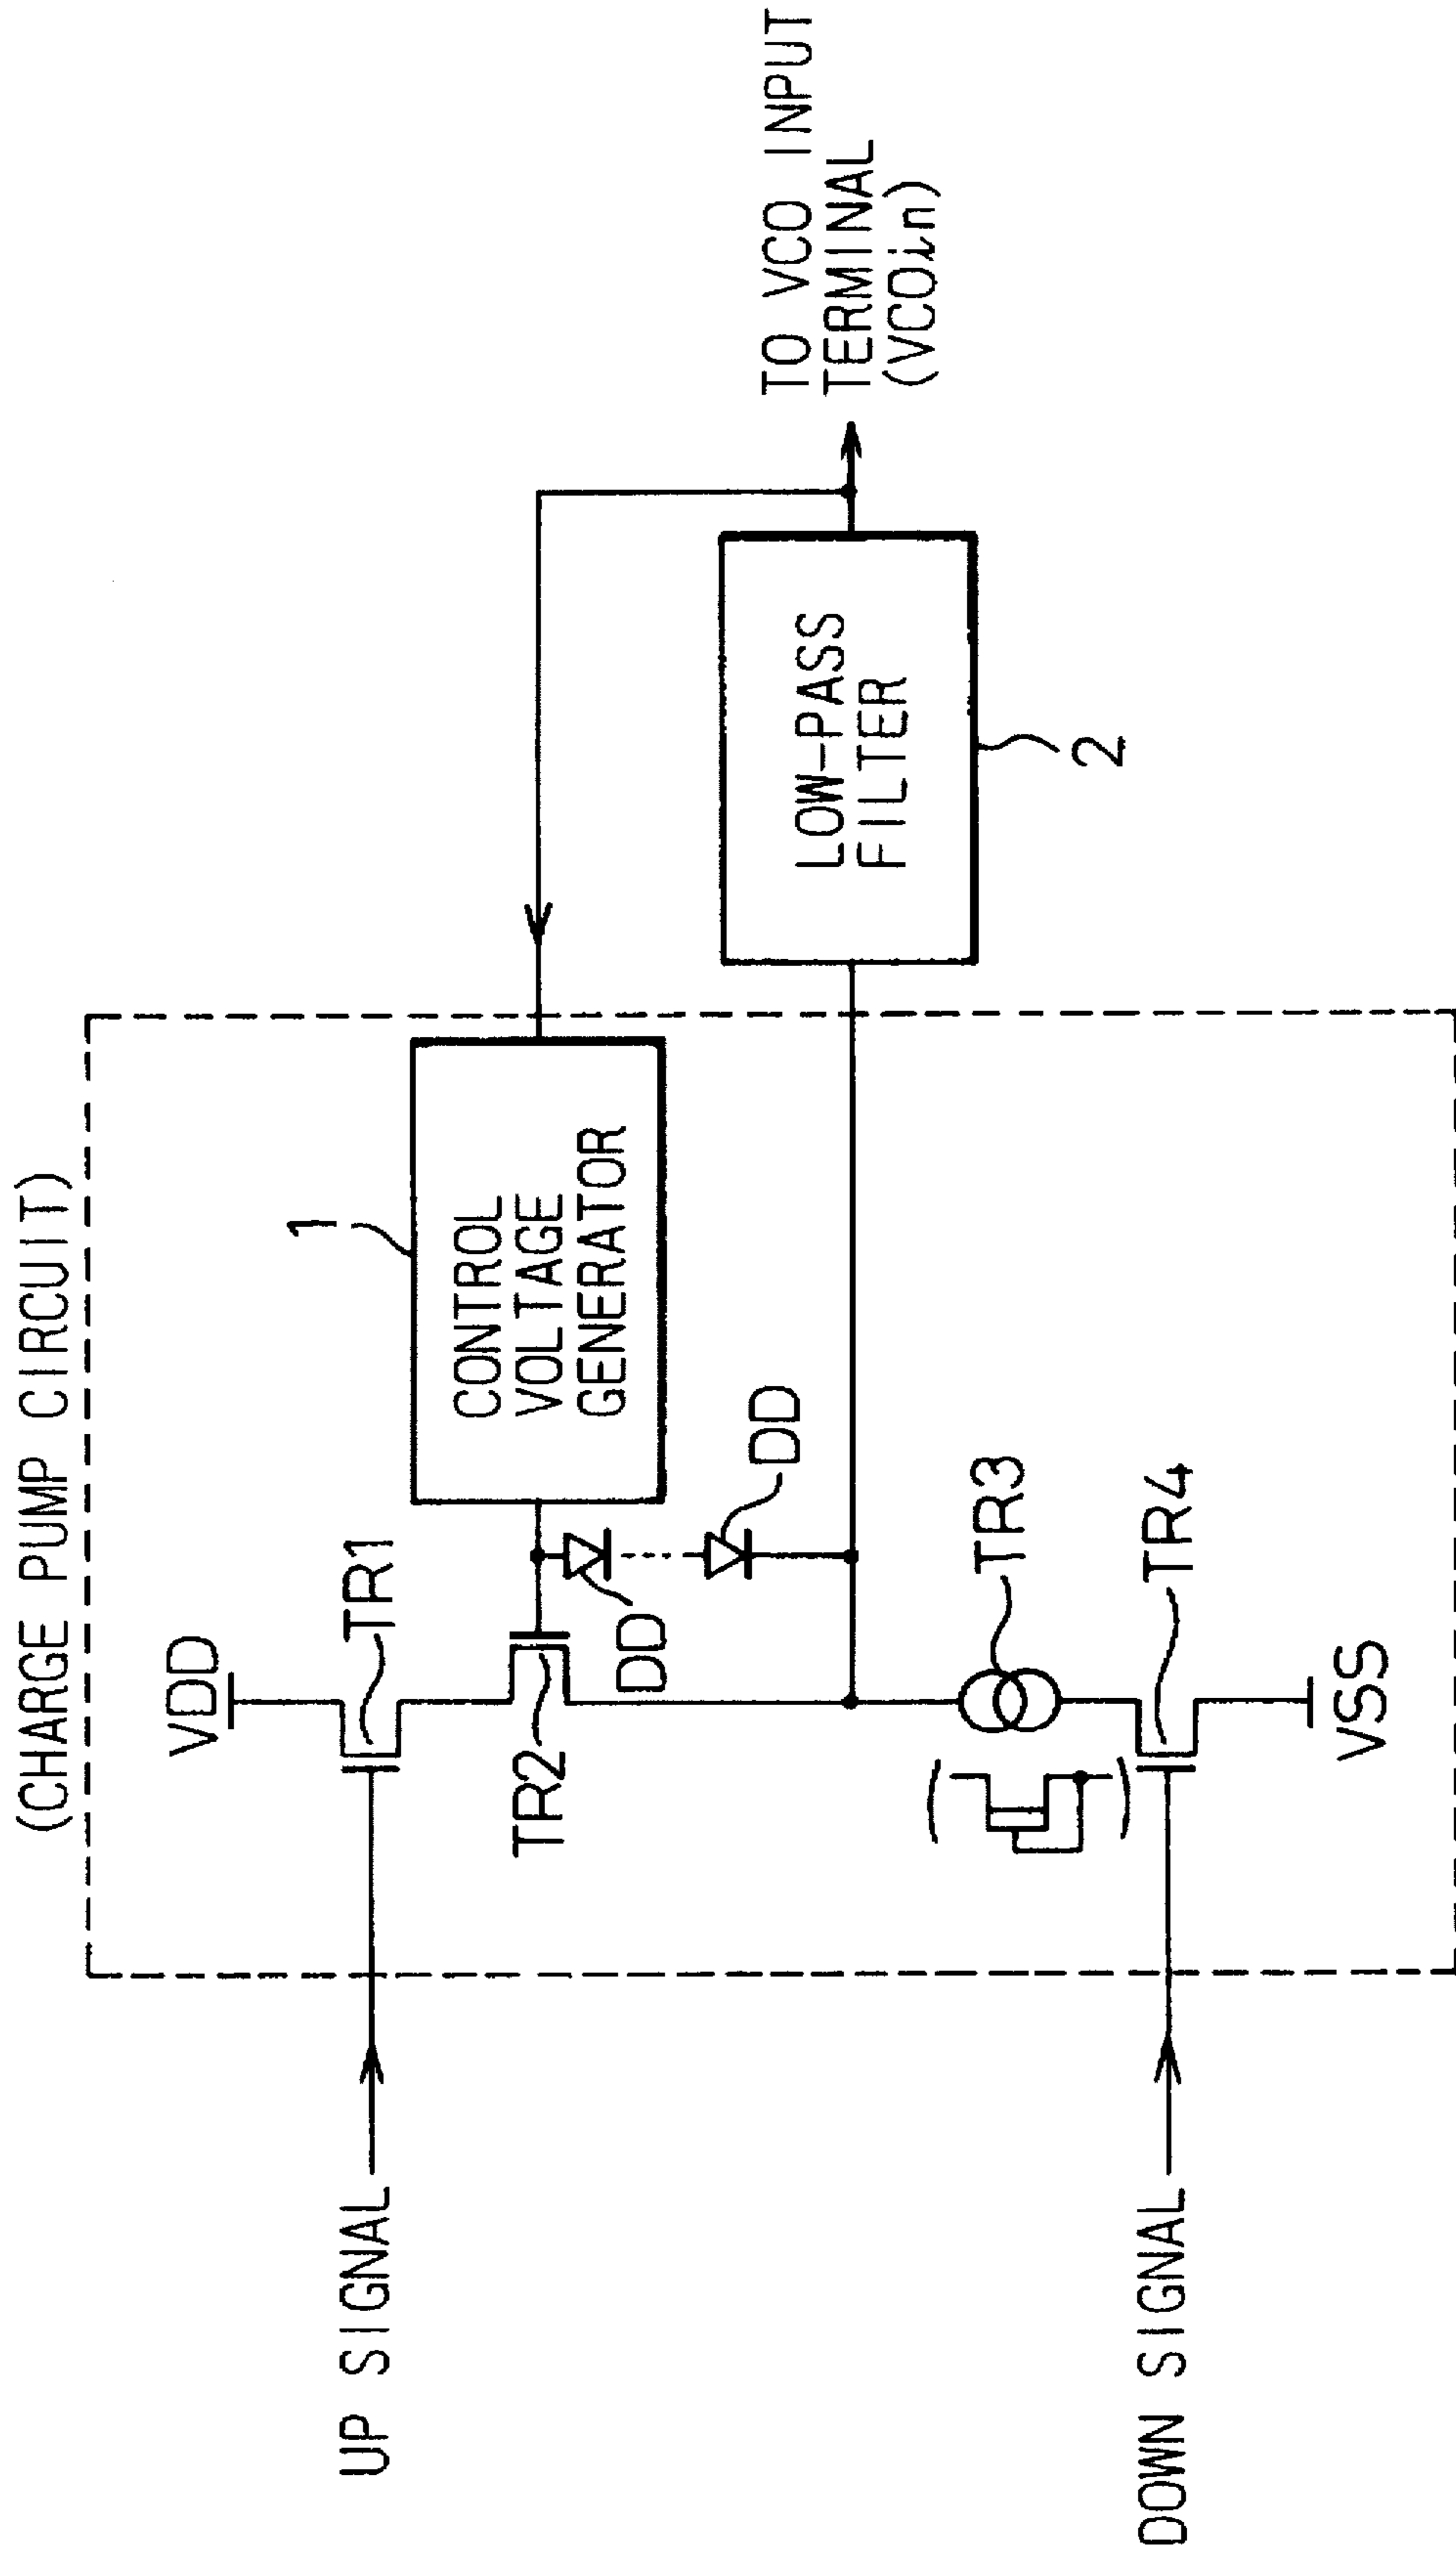 (CHARGE PUMP CIRCUIT)
VDD
UP SIGNAL
TR1
1
CONTROL
VOLTAGE
GENERATOR
TR2
DD
DD
TO VCO INPUT
TERMINAL
(VCOin)
LOW-PASS
FILTER
2
TR3
DOWN SIGNAL
TR4
VSS